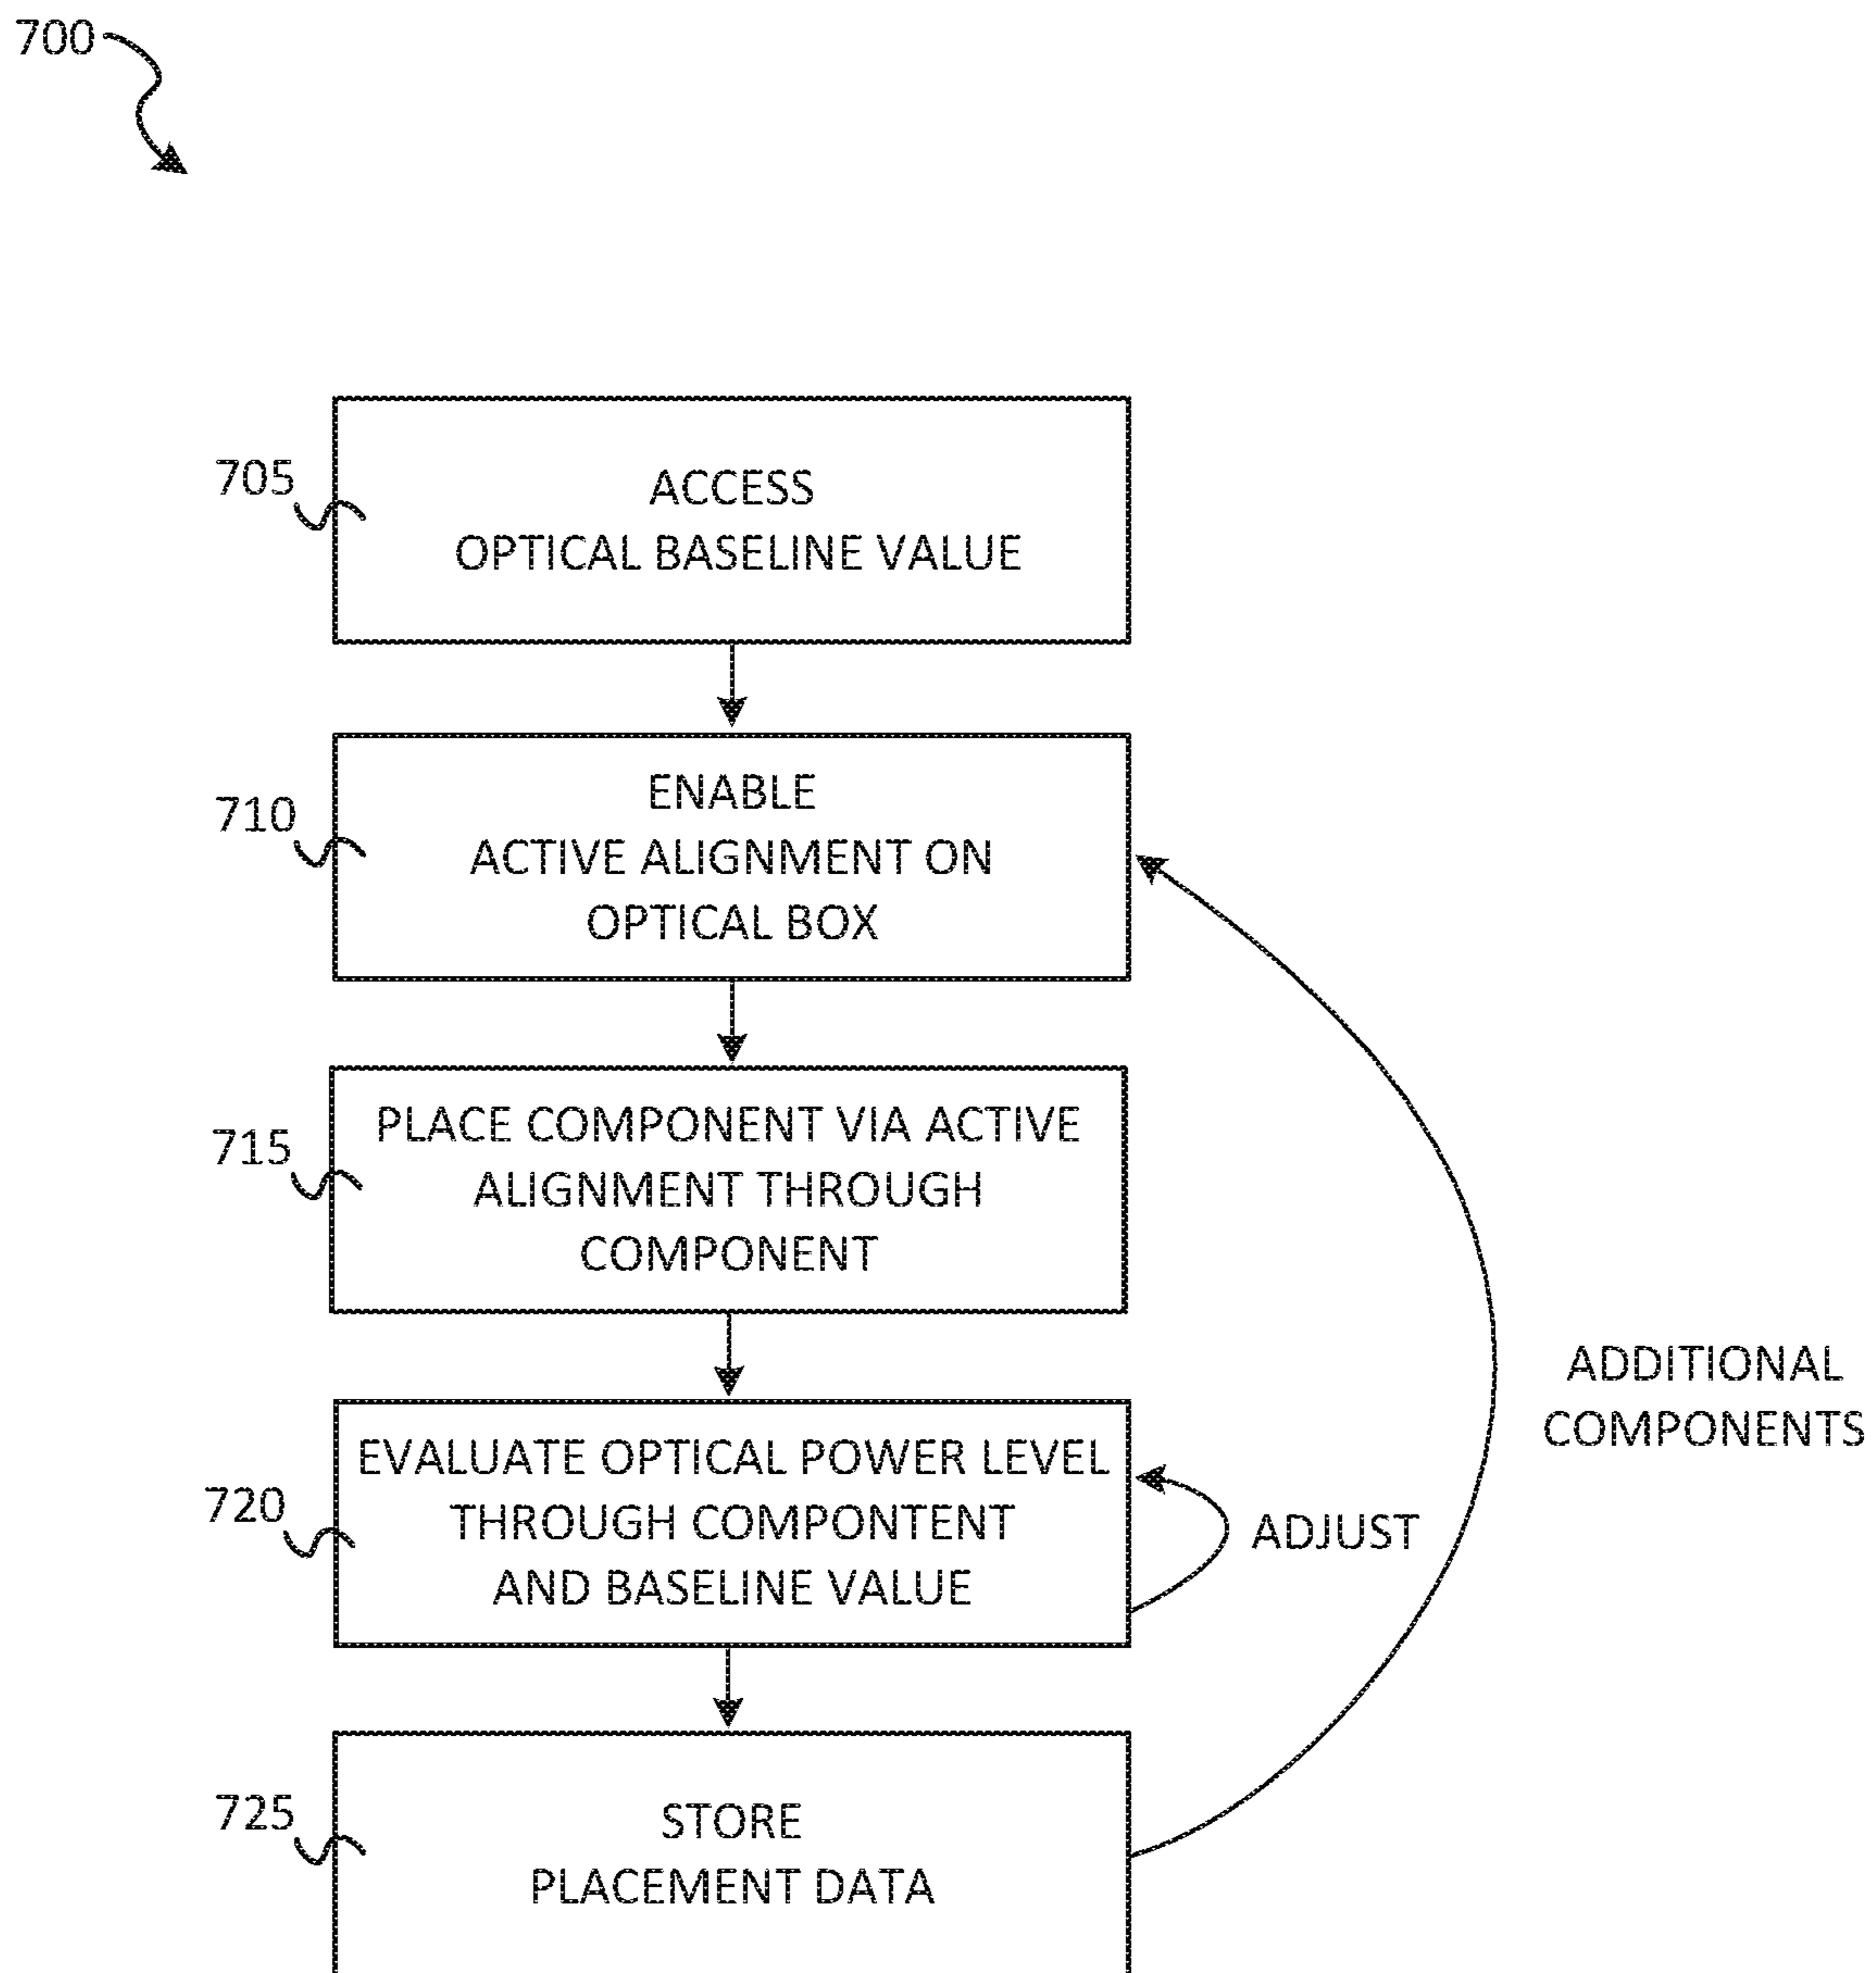 700
705
ACCESS
OPTICAL BASELINE VALUE
710
ENABLE
ACTIVE ALIGNMENT ON
OPTICAL BOX
715
PLACE COMPONENT VIA ACTIVE
ALIGNMENT THROUGH
COMPONENT
ADDITIONAL
COMPONENTS
720
EVALUATE OPTICAL POWER LEVEL
THROUGH COMPONTENT
AND BASELINE VALUE
ADJUST
725
STORE
PLACEMENT DATA